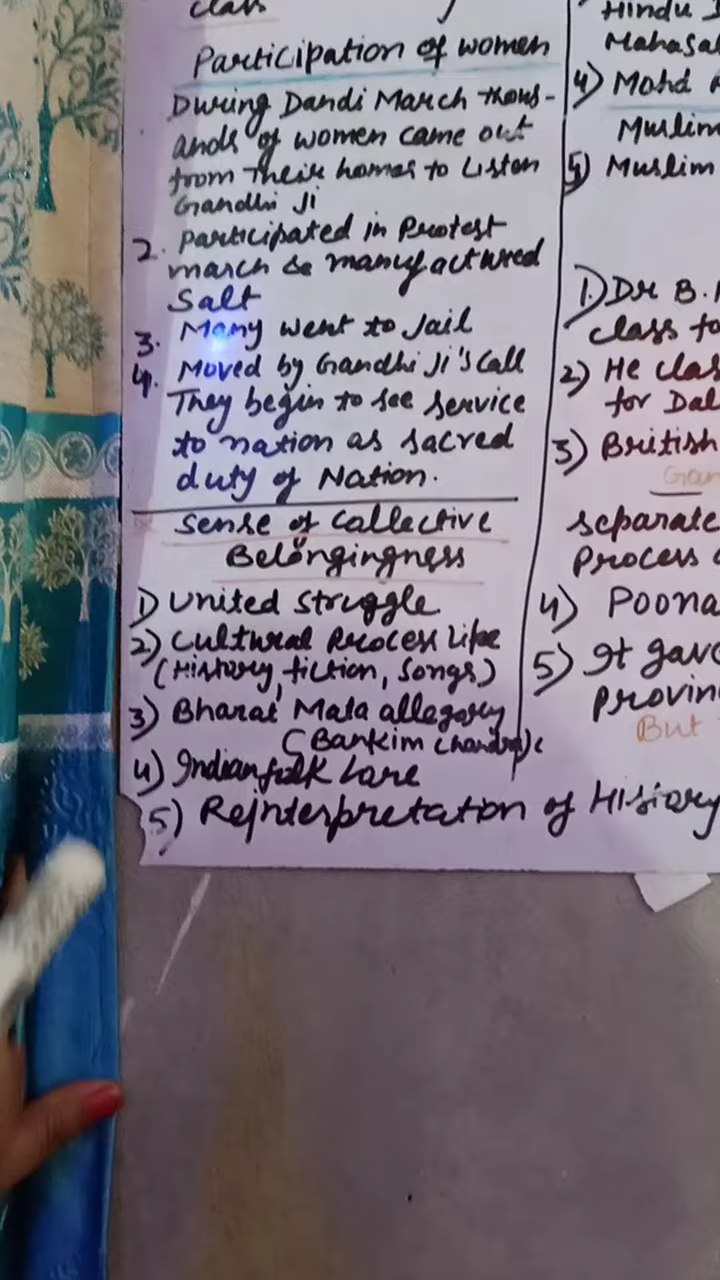 class
Participation of women
During Dandi March thous-
ands of women came out
from their homes to Listen
Gandhi Ji
2. participated in Protest
march & manufactured
Salt
3. Many went to Jail
4. Moved by Gandhi Ji's call
They begin to see service
to nation as sacred
duty of Nation.
Sense of Collective
Belongingness
1) United Struggle
2) Cultural Process like
(History, fiction, Songs)
3) Bharat Mata allegory
(Bankim Chandra)
4) Indian folk Lore
5) Reinterpretation of History
Hindu
4) Mohd
Muslim
5) Muslim
1) Dr B.
class
2) He
for
3) British
separate
Process
4) Poona
5) It gave
But